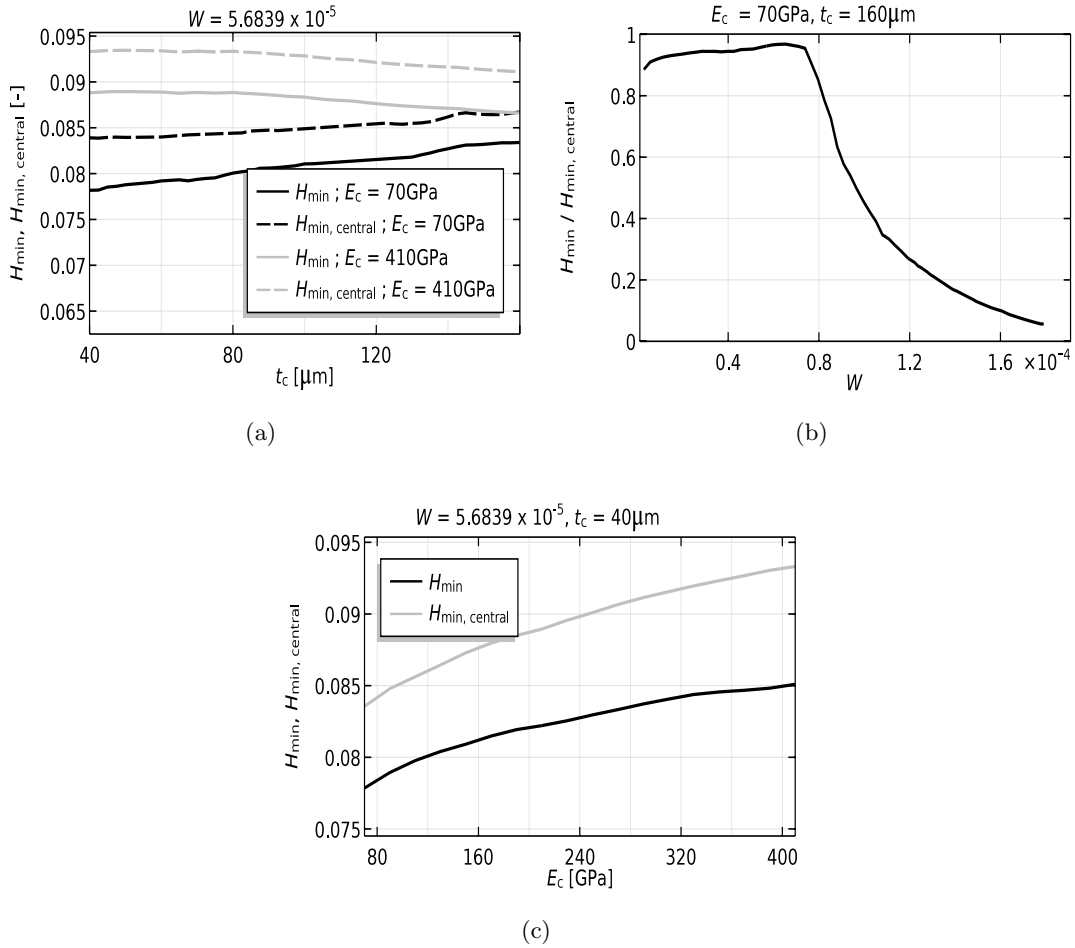 W = 5.6839 x 10-5
H_min, H_min, central [-]
0.095
0.09
0.085
0.08
0.075
0.07
0.065
H_min ; E_c = 70GPa
H_min, central ; E_c = 70GPa
H_min ; E_c = 410GPa
H_min, central ; E_c = 410GPa
40 80 120
t_c [μm]
(a)
E_c = 70GPa, t_c = 160μm
H_min / H_min, central
1
0.8
0.6
0.4
0.2
0
0.4 0.8 1.2 1.6 ×10-4
W
(b)
W = 5.6839 x 10-5, t_c = 40μm
H_min, H_min, central
0.095
0.09
0.085
0.08
0.075
H_min
H_min, central
80 160 240 320 400
E_c [GPa]
(c)